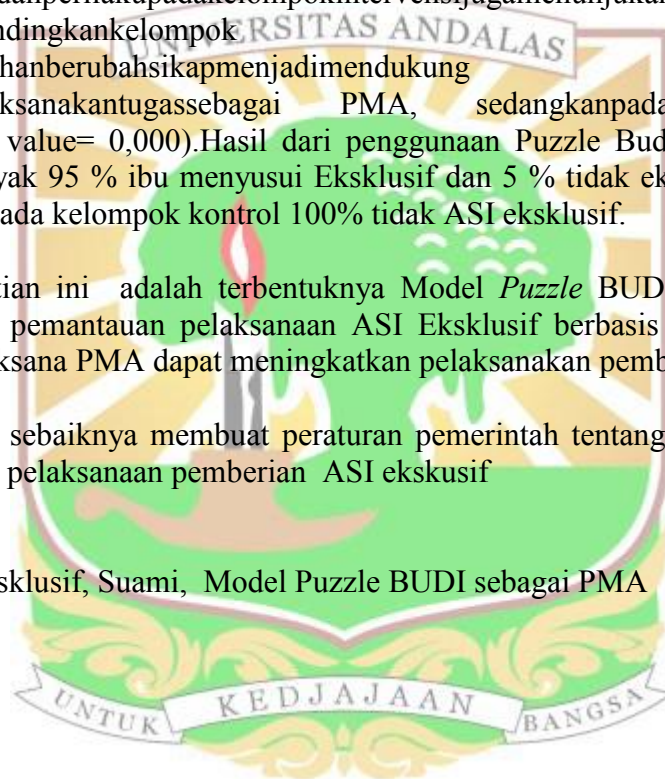 danperilakupadakelompokintervensijugamenunjukan
ndingkankelompok
UNIVERSITAS ANDALAS
hanberubahsikapmenjadimendukung
ksanakantugassebagai PMA, sedangkanpada
value= 0,000).Hasil dari penggunaan Puzzle Bud
yak 95 % ibu menyusui Eksklusif dan 5 % tidak ek
ada kelompok kontrol 100% tidak ASI eksklusif.
tian ini adalah terbentuknya Model Puzzle BUD
pemantauan pelaksanaan ASI Eksklusif berbasis
ksana PMA dapat meningkatkan pelaksanakan pemb
sebaiknya membuat peraturan pemerintah tentang
pelaksanaan pemberian ASI ekskusif
sklusif, Suami, Model Puzzle BUDI sebagai PMA
UNTUK KEDJAJAAN BANGSA